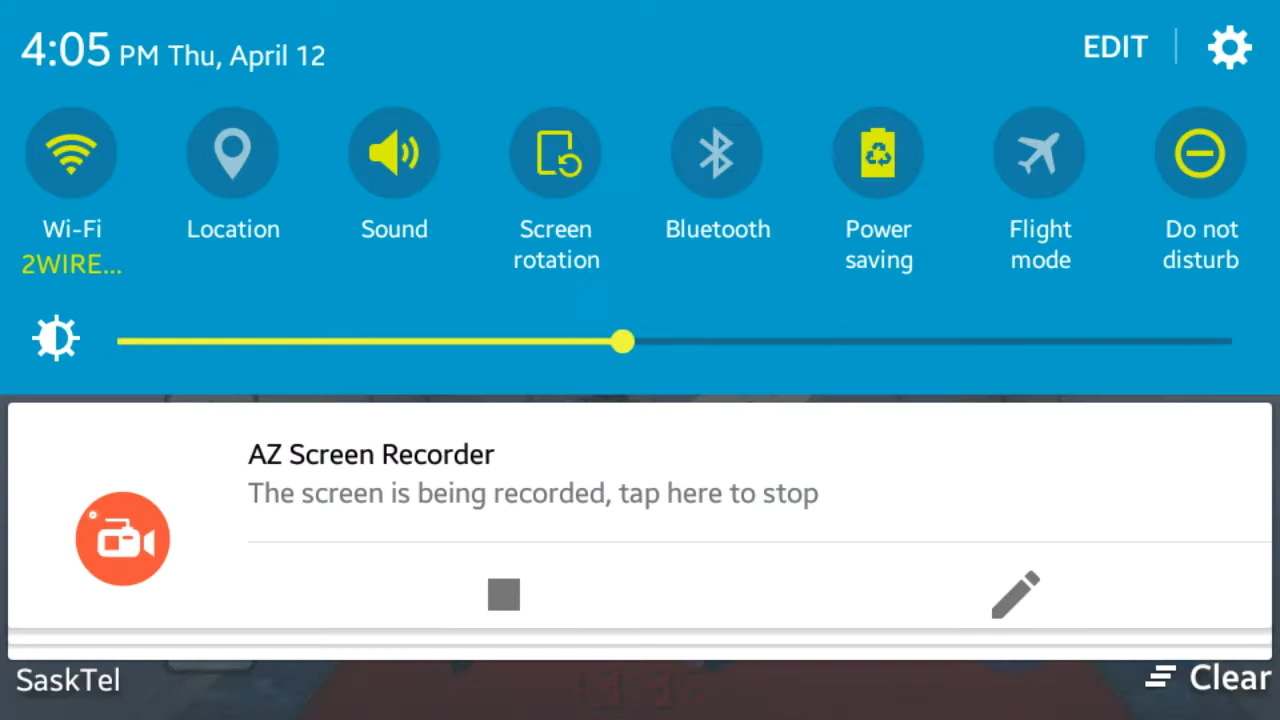 4:05 PM Thu, April 12
EDIT
Wi-Fi
2WIRE...
Location
Sound
Screen
rotation
Bluetooth
Power
saving
Flight
mode
Do not
disturb
AZ Screen Recorder
The screen is being recorded, tap here to stop
SaskTel
Clear